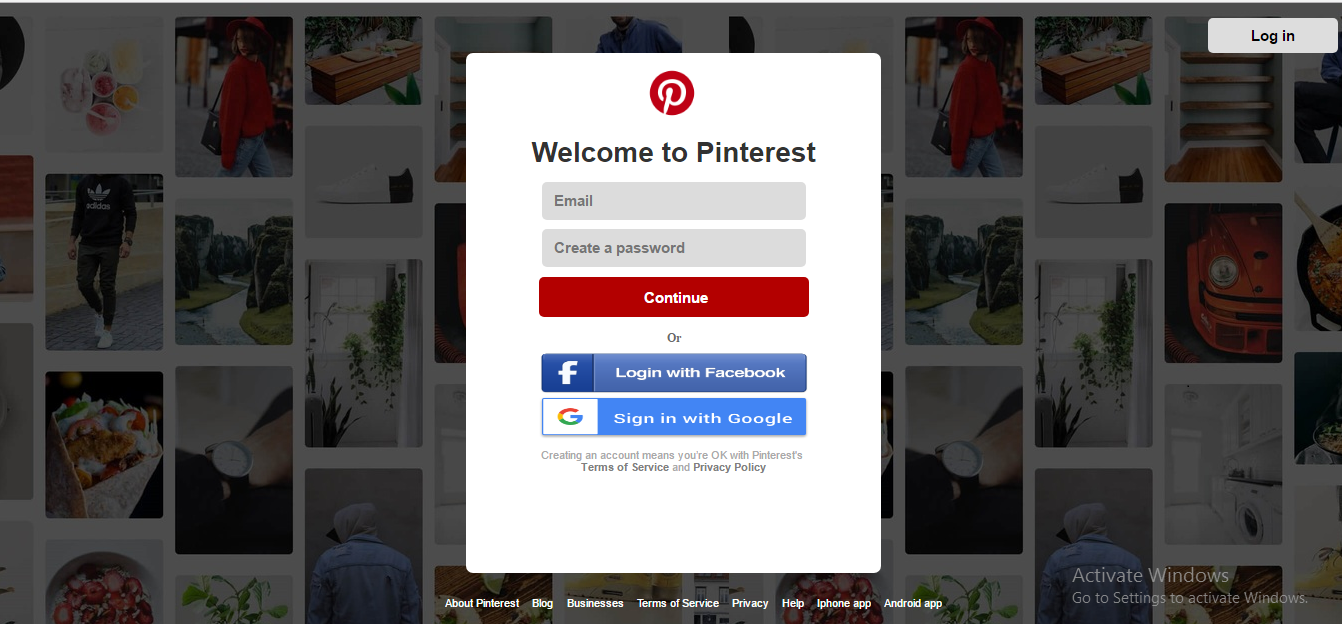 Log in
Welcome to Pinterest
Email
Create a password
Continue
Or
Login with Facebook
Sign in with Google
Creating an account means you're OK with Pinterest's
Terms of Service and Privacy Policy
adidas
Activate Windows
Go to Settings to activate Windows.
About Pinterest Blog Businesses Terms of Service Privacy Help Iphone app Android app